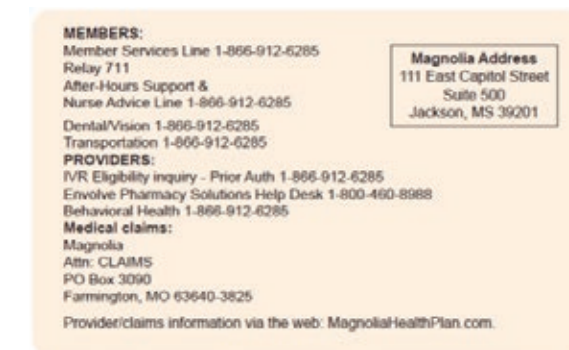 MEMBERS:
Member Services Line 1-866-912-6285
Relay 711
After-Hours Support &
Nurse Advice Line 1-866-912-6285
Dental/Vision 1-866-912-6285
Transportation 1-866-912-6285
PROVIDERS:
IVR Eligibility inquiry - Prior Auth 1-866-912-6285
Envolve Pharmacy Solutions Help Desk 1-800-460-8988
Behavioral Health 1-866-912-6285
Medical claims:
Magnolia
Attn: CLAIMS
PO Box 3090
Farmington, MO 63640-3825
Provider/claims information via the web: MagnoliaHealthPlan.com.
Magnolia Address
111 East Capitol Street
Suite 500
Jackson, MS 39201